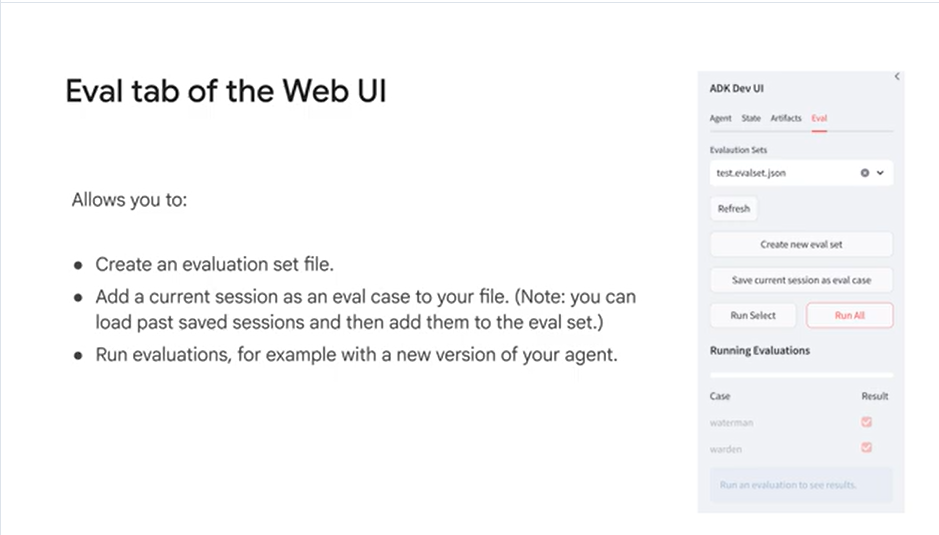 Eval tab of the Web UI
Allows you to:
● Create an evaluation set file.
● Add a current session as an eval case to your file. (Note: you can
load past saved sessions and then add them to the eval set.)
● Run evaluations, for example with a new version of your agent.
ADK Dev UI
Agent State Artifacts Eval
Evalaution Sets
test.evalset.json
Refresh
Create new eval set
Save current session as eval case
Run Select Run All
Running Evaluations
Case Result
waterman
warden
Run an evaluation to see results.